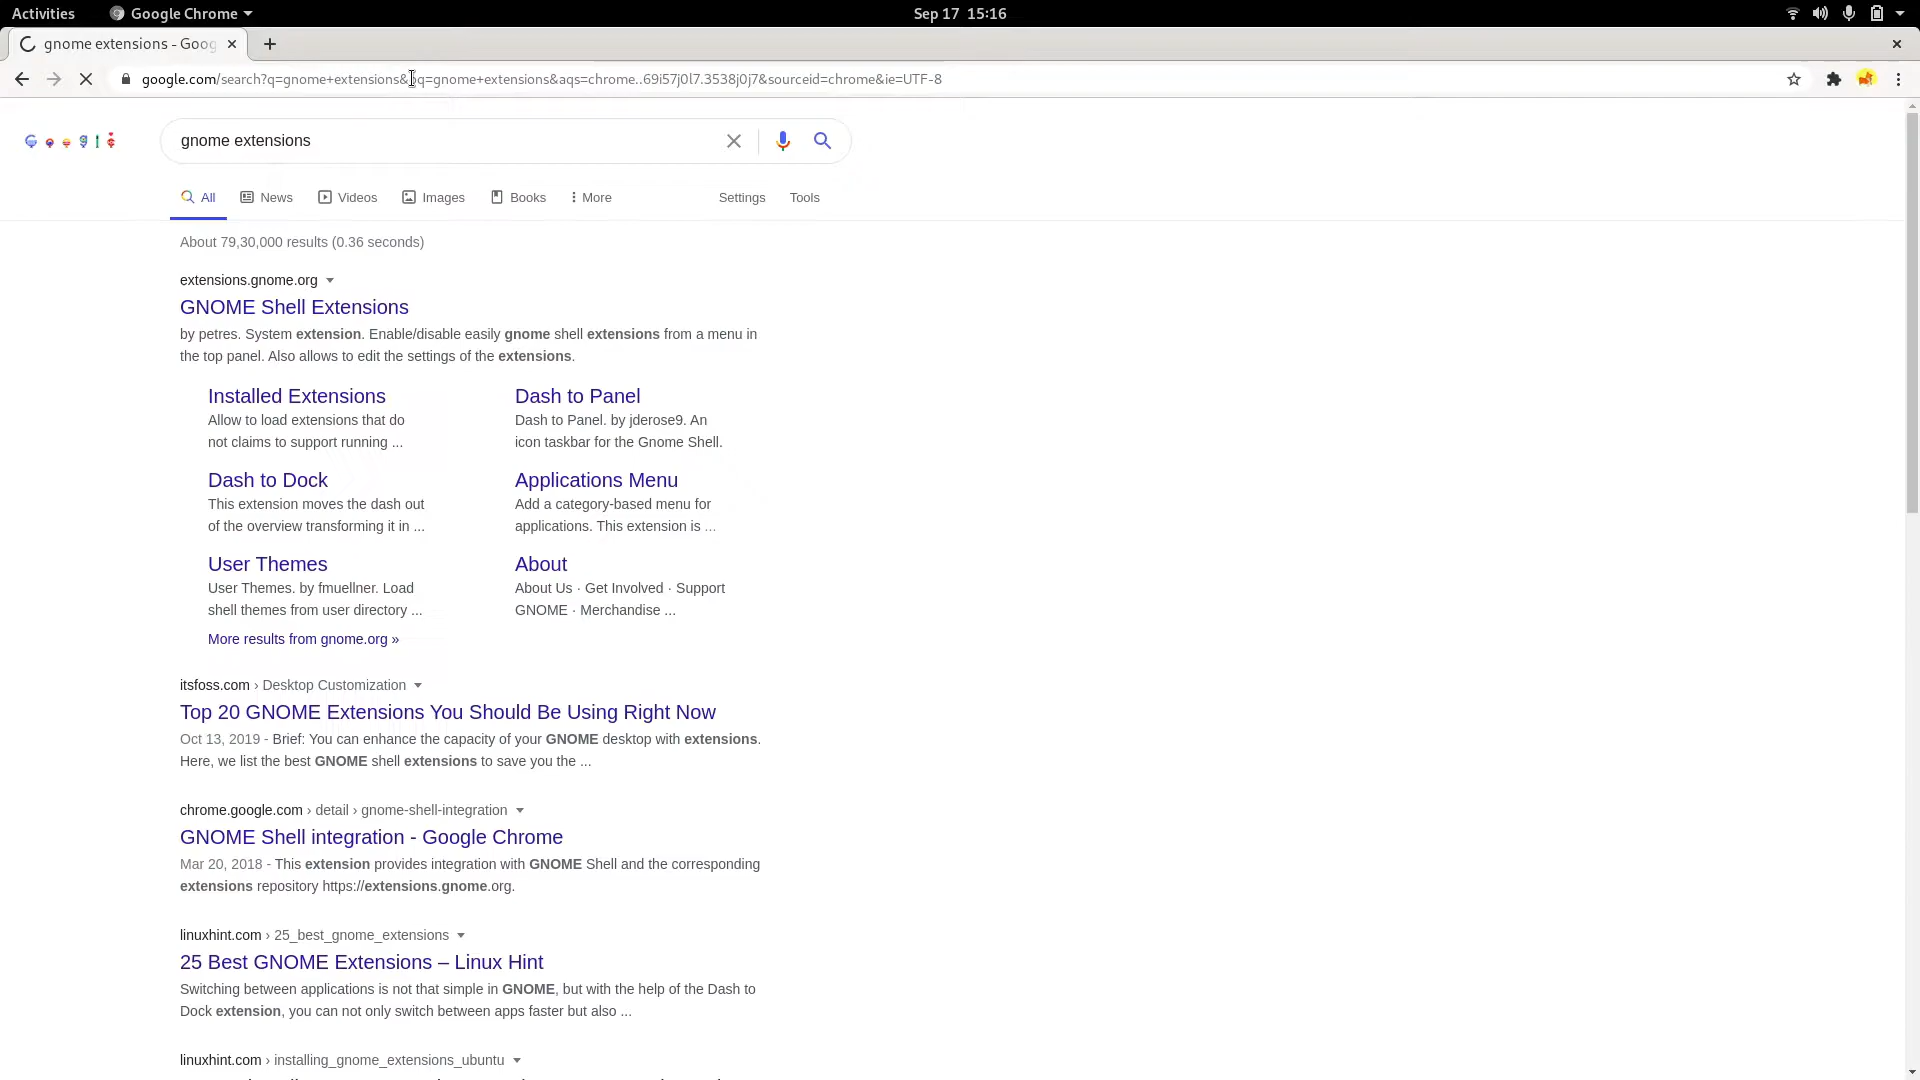 Activities Google Chrome Sep 17 15:16
gnome extensions - Goog
google.com/search?q=gnome+extensions&oq=gnome+extensions&aqs=chrome..69i57j0l7.3538j0j7&sourceid=chrome&ie=UTF-8
Google gnome extensions
All News Videos Images Books More Settings Tools
About 79,30,000 results (0.36 seconds)
extensions.gnome.org
GNOME Shell Extensions
by petres. System extension. Enable/disable easily gnome shell extensions from a menu in
the top panel. Also allows to edit the settings of the extensions.
Installed Extensions
Allow to load extensions that do
not claims to support running ...
Dash to Panel
Dash to Panel. by jderose9. An
icon taskbar for the Gnome Shell.
Dash to Dock
This extension moves the dash out
of the overview transforming it in ...
Applications Menu
Add a category-based menu for
applications. This extension is ...
User Themes
User Themes. by fmuellner. Load
shell themes from user directory ...
About
About Us · Get Involved · Support
GNOME · Merchandise ...
More results from gnome.org »
itsfoss.com › Desktop Customization
Top 20 GNOME Extensions You Should Be Using Right Now
Oct 13, 2019 - Brief: You can enhance the capacity of your GNOME desktop with extensions.
Here, we list the best GNOME shell extensions to save you the ...
chrome.google.com › detail › gnome-shell-integration
GNOME Shell integration - Google Chrome
Mar 20, 2018 - This extension provides integration with GNOME Shell and the corresponding
extensions repository https://extensions.gnome.org.
linuxhint.com › 25_best_gnome_extensions
25 Best GNOME Extensions – Linux Hint
Switching between applications is not that simple in GNOME, but with the help of the Dash to
Dock extension, you can not only switch between apps faster but also ...
linuxhint.com › installing_gnome_extensions_ubuntu